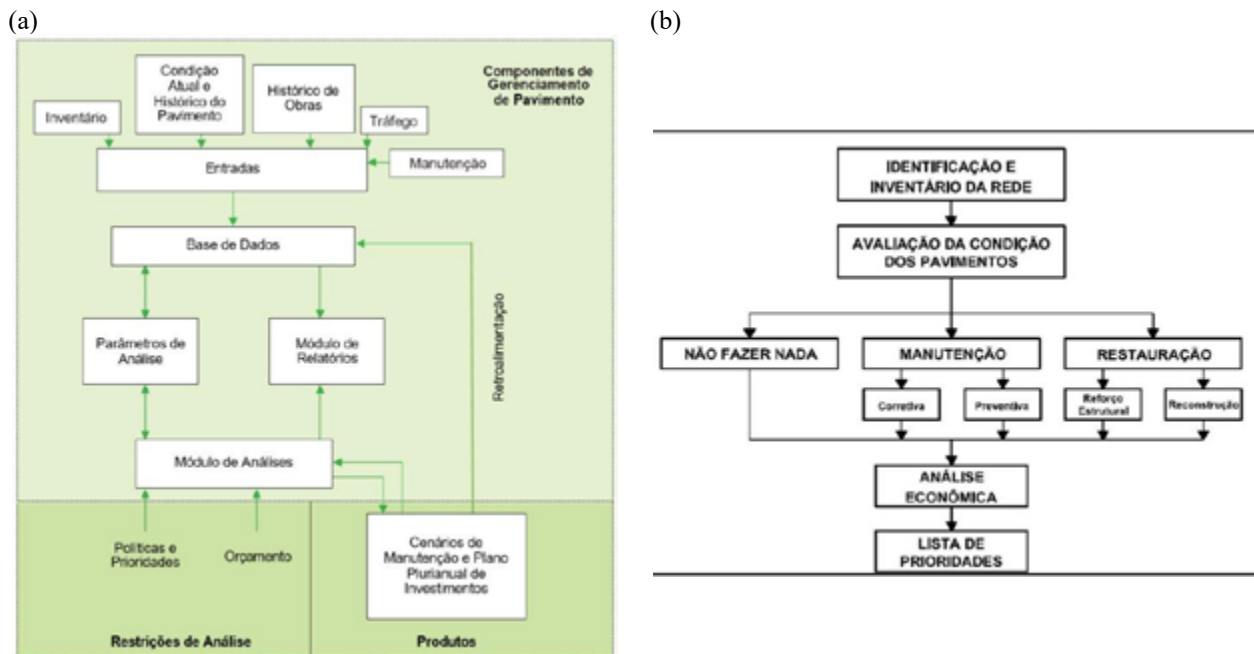 (a)
Componentes de
Gerenciamento
de Pavimento
Inventário
Condição
Atual e
Histórico do
Pavimento
Histórico de
Obras
Tráfego
Entradas
Manutenção
Base de Dados
Parâmetros de
Análise
Módulo de
Relatórios
Retroalimentação
Módulo de Análises
Políticas e
Prioridades
Orçamento
Cenários de
Manutenção e Plano
Plurianual de
Investimentos
Restrições de Análise
Produtos
(b)
IDENTIFICAÇÃO E
INVENTÁRIO DA REDE
AVALIAÇÃO DA CONDIÇÃO
DOS PAVIMENTOS
NÃO FAZER NADA
MANUTENÇÃO
RESTAURAÇÃO
Corretiva
Preventiva
Reforço
Estrutural
Reconstrução
ANÁLISE
ECONÔMICA
LISTA DE
PRIORIDADES